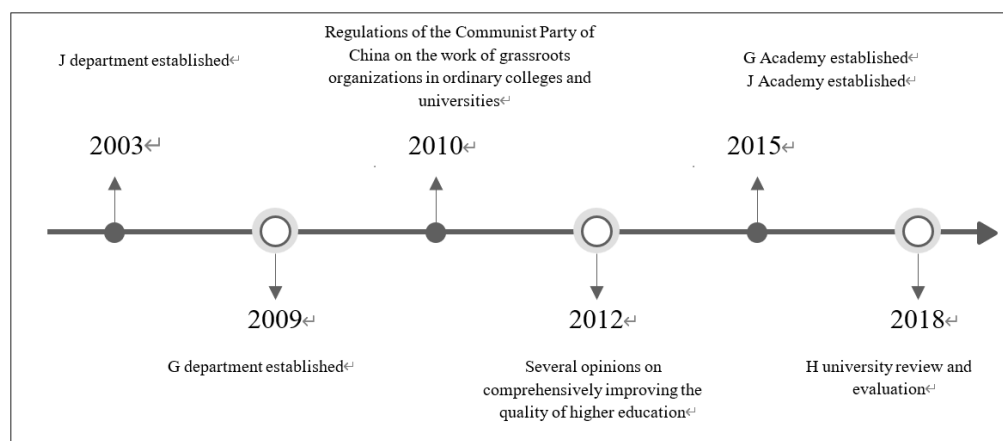 J department established↵
Regulations of the Communist Party of
China on the work of grassroots
organizations in ordinary colleges and
universities↵
G Academy established↵
J Academy established↵
2003↵
2010↵
2015↵
2009↵
2012↵
2018↵
G department established↵
Several opinions on
comprehensively improving the
quality of higher education↵
H university review and
evaluation↵